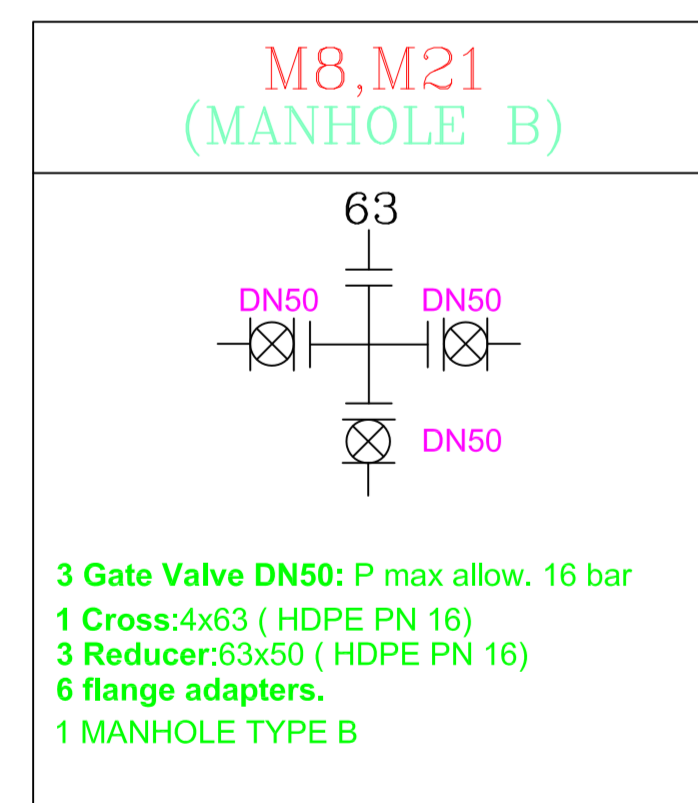 M8,M21
(MANHOLE B)
63
DN50 DN50
DN50
3 Gate Valve DN50: P max allow. 16 bar
1 Cross:4x63 ( HDPE PN 16)
3 Reducer:63x50 ( HDPE PN 16)
6 flange adapters.
1 MANHOLE TYPE B